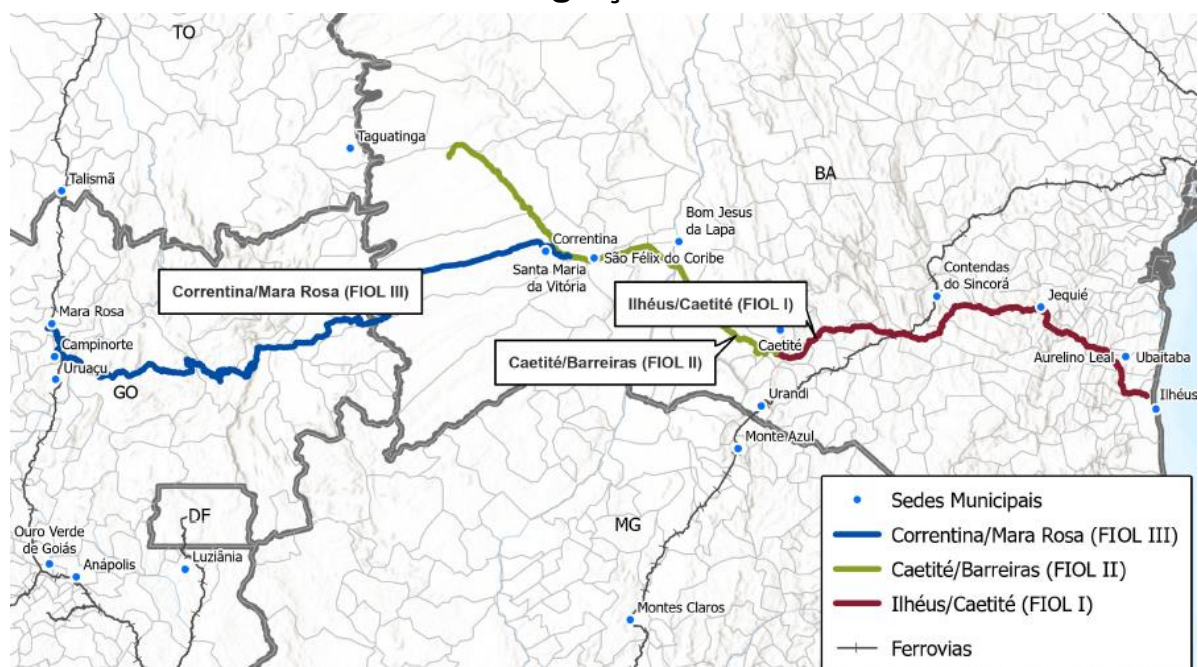 TO
Taguatinga
Talismã
BA
Bom Jesus
da Lapa
Correntina
São Félix do Coribe
Santa Maria
da Vitória
Contendas
do Sincorá
Jequié
Correntina/Mara Rosa (FIOL III)
Ilhéus/Caetité (FIOL I)
Mara Rosa
Campinorte
Uruaçu
GO
Caetité
Caetité/Barreiras (FIOL II)
Aurelino Leal
Ubaitaba
Ilhéus
Urandi
Monte Azul
MG
DF
Ouro Verde
de Goiás
Anápolis
Luziânia
Montes Claros
Sedes Municipais
Correntina/Mara Rosa (FIOL III)
Caetité/Barreiras (FIOL II)
Ilhéus/Caetité (FIOL I)
Ferrovias